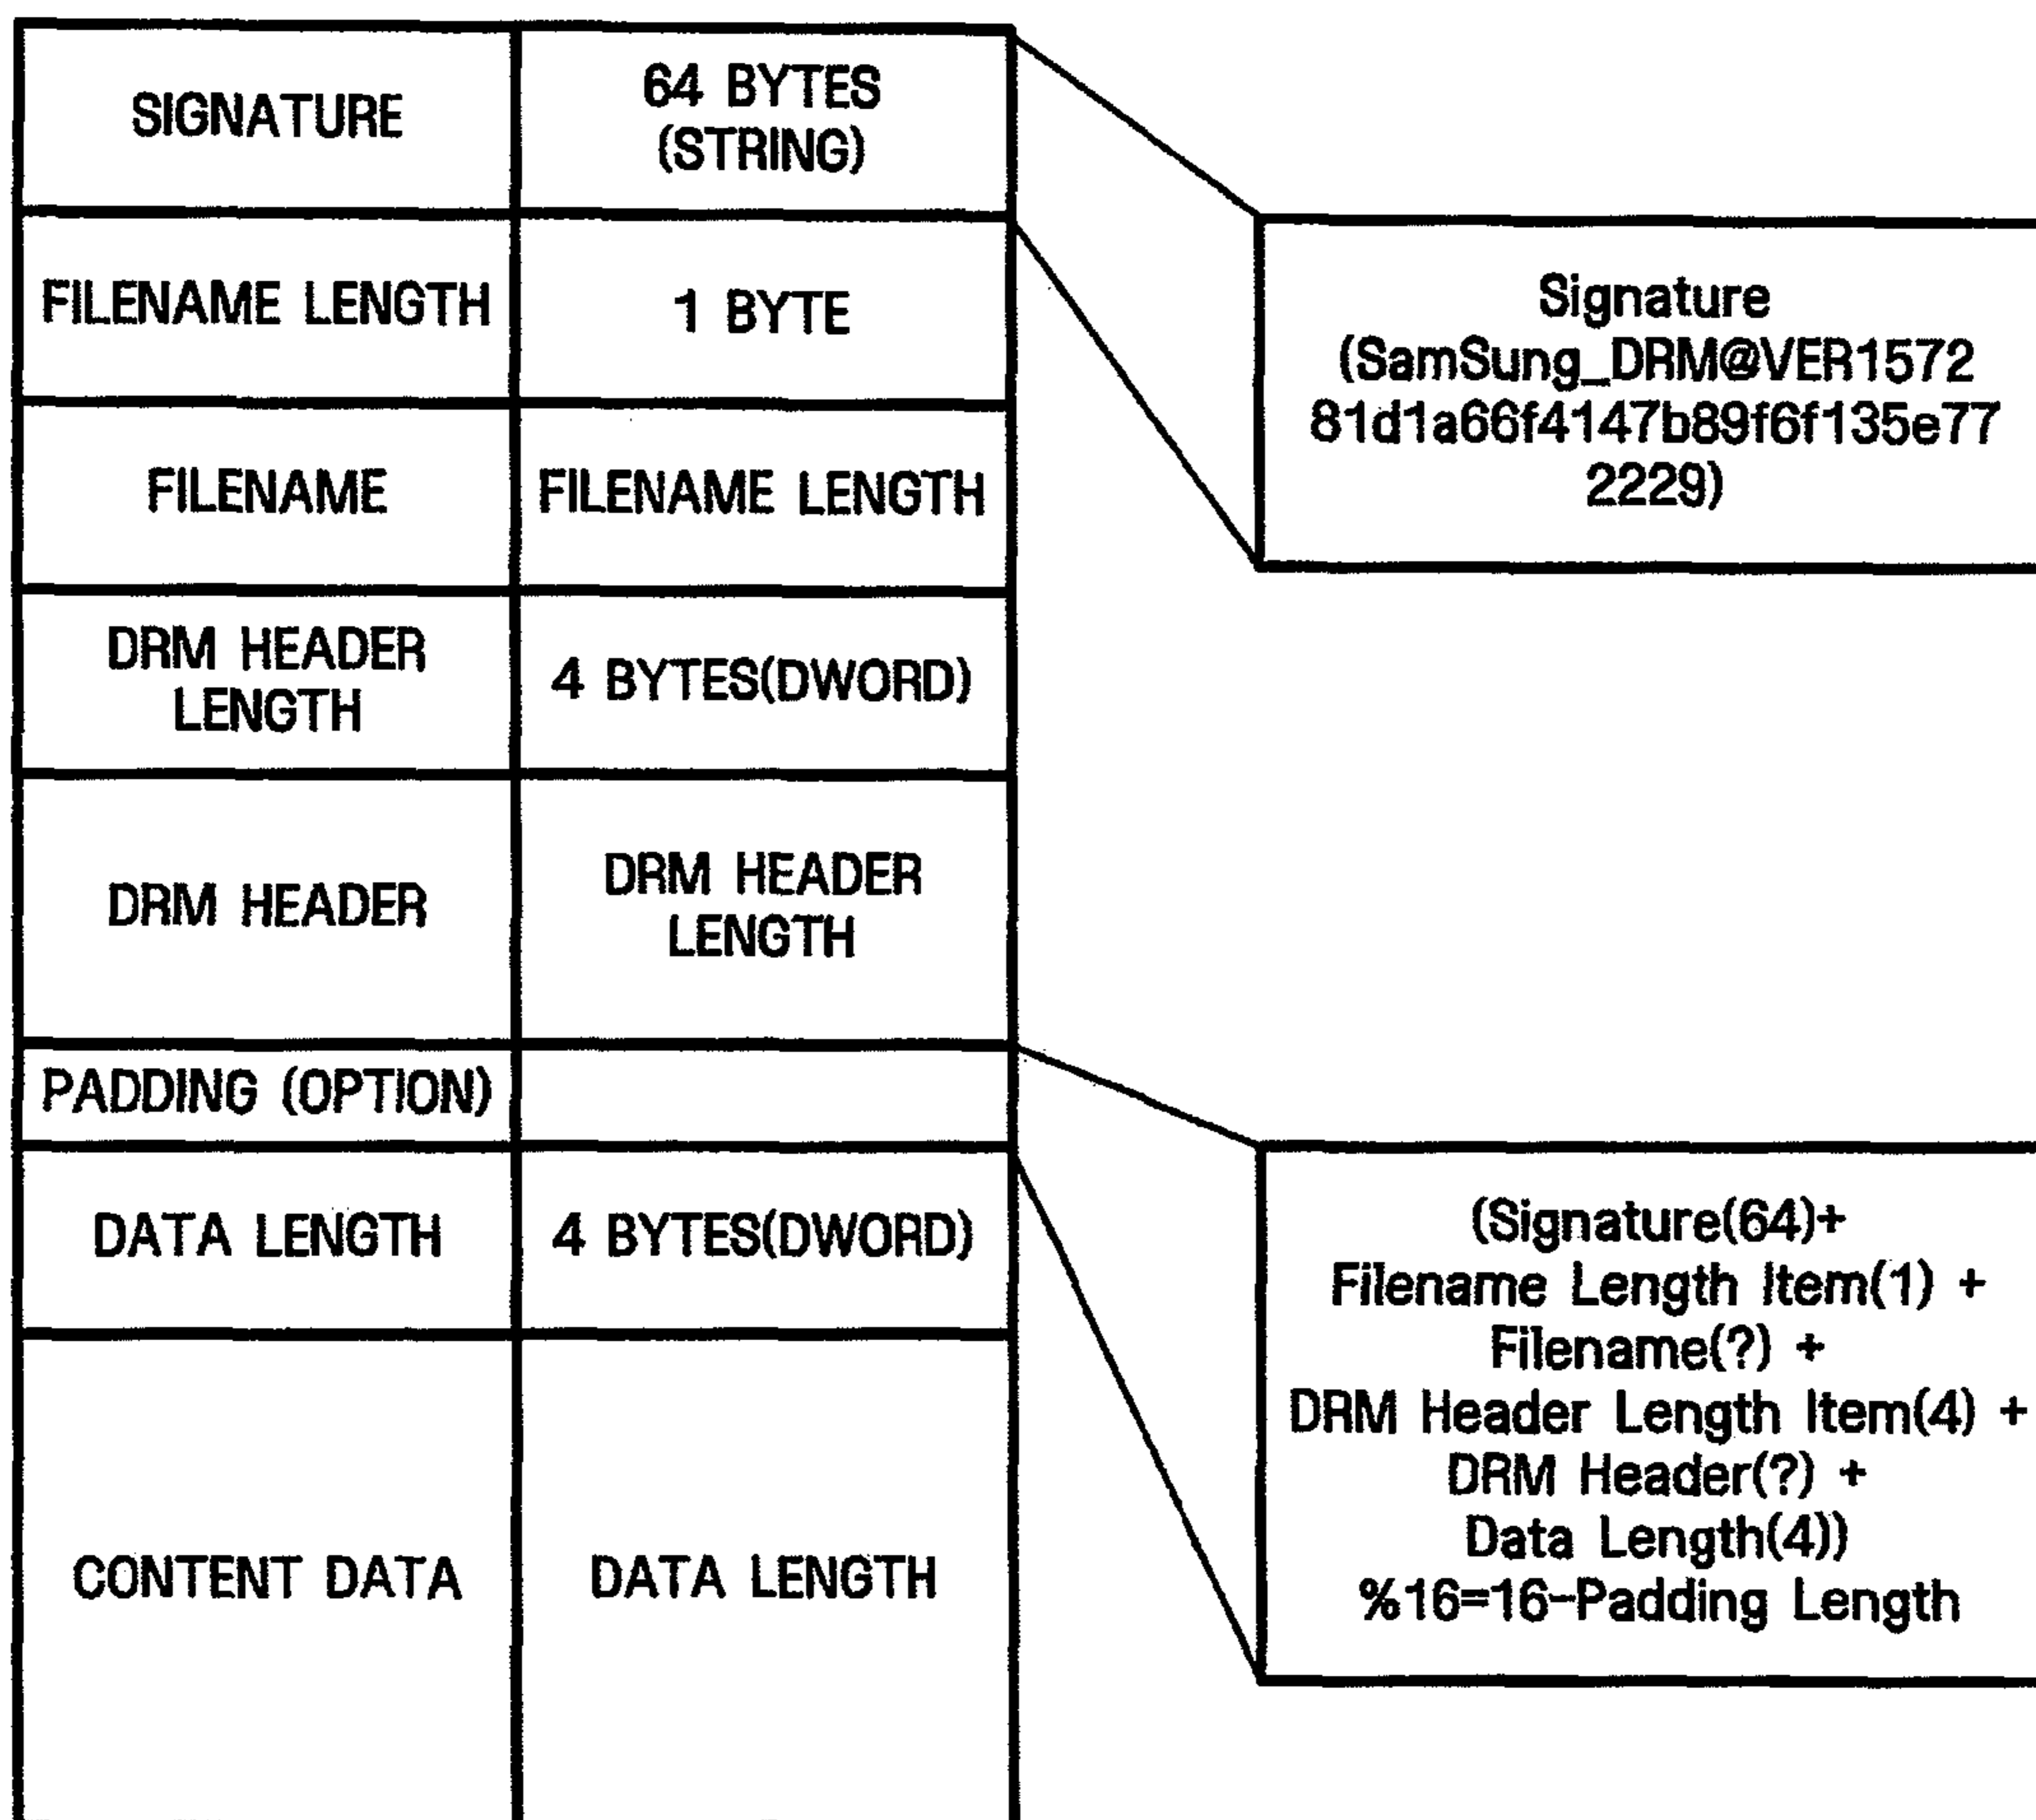 SIGNATURE
64 BYTES
(STRING)
FILENAME LENGTH
1 BYTE
FILENAME
FILENAME LENGTH
DRM HEADER
LENGTH
4 BYTES(DWORD)
DRM HEADER
DRM HEADER
LENGTH
PADDING (OPTION)
DATA LENGTH
4 BYTES(DWORD)
CONTENT DATA
DATA LENGTH
Signature
(SamSung_DRM@VER1572
81d1a66f4147b89f6f135e77
2229)
(Signature(64)+
Filename Length Item(1) +
Filename(?) +
DRM Header Length Item(4) +
DRM Header(?) +
Data Length(4))
%16=16-Padding Length